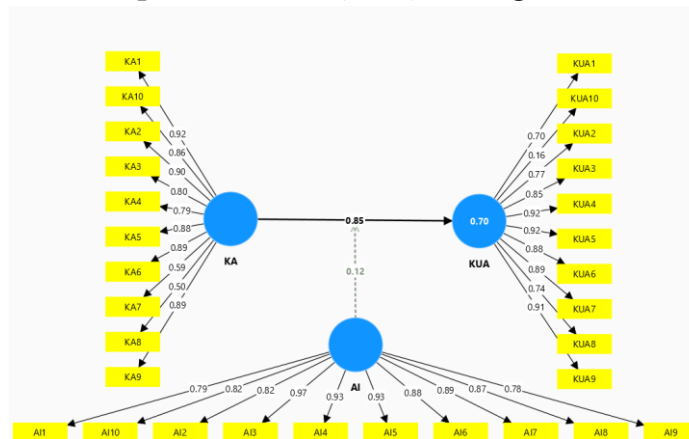 KA1
KA10
KA2
KA3
KA4
KA5
KA6
KA7
KA8
KA9
0.92
0.86
0.90
0.80
0.79
0.88
0.89
0.59
0.50
0.89
KA
0.85
0.12
0.70
KUA
0.70
0.16
0.77
0.85
0.92
0.92
0.88
0.89
0.74
0.91
KUA1
KUA10
KUA2
KUA3
KUA4
KUA5
KUA6
KUA7
KUA8
KUA9
AI
0.79
0.82
0.82
0.97
0.93
0.93
0.88
0.89
0.87
0.78
AI1 AI10 AI2 AI3 AI4 AI5 AI6 AI7 AI8 AI9